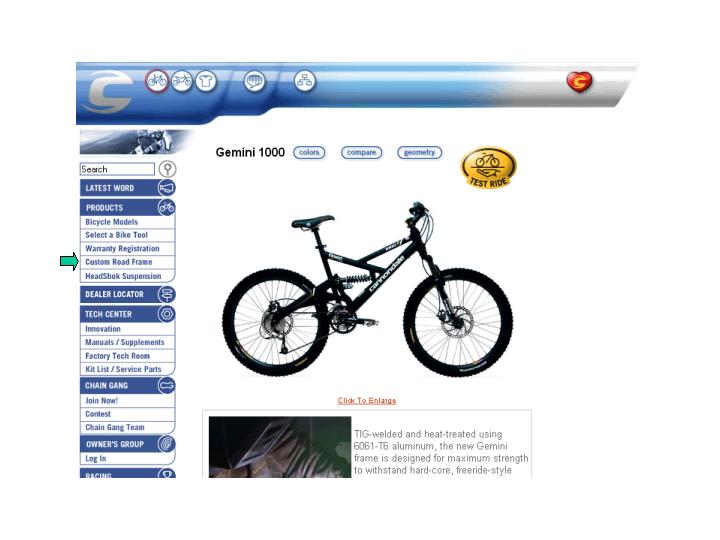 Gemini 1000
colors
compare
geometry
TEST RIDE
Search
LATEST WORD
PRODUCTS
Bicycle Models
Select a Bike Tool
Warranty Registration
Custom Road Frame
HeadShok Suspension
DEALER LOCATOR
TECH CENTER
Innovation
Manuals / Supplements
Factory Tech Room
Kit List / Service Parts
CHAIN GANG
Join Now!
Contest
Chain Gang Team
OWNER'S GROUP
Log In
RACING
cannondale
Click To Enlarge
TIG-welded and heat-treated using
6061-T6 aluminum, the new Gemini
frame is designed for maximum strength
to withstand hard-core, freeride-style